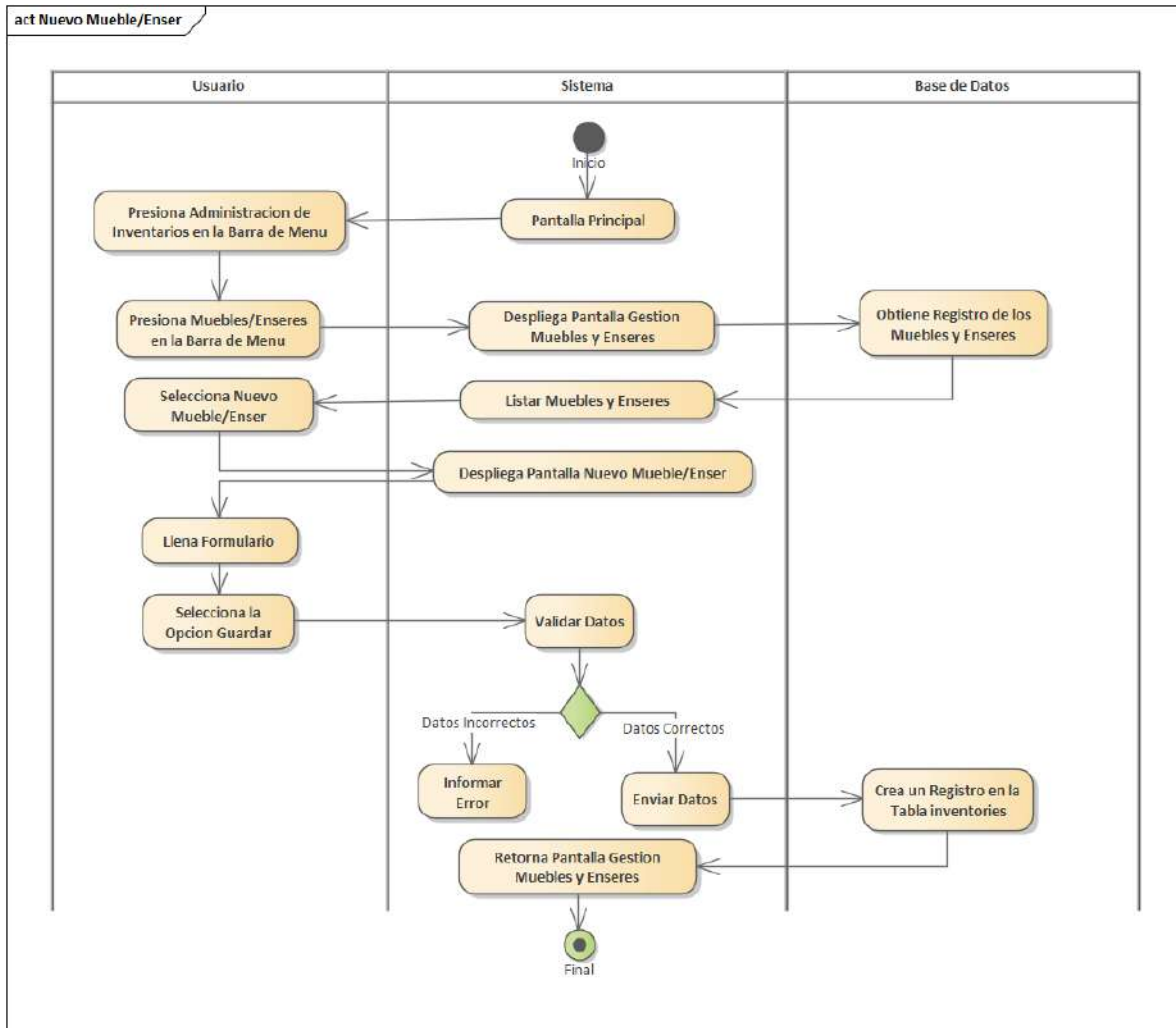 act Nuevo Mueble/Enser
Usuario
Sistema
Base de Datos
Inicio
Pantalla Principal
Presiona Administracion de
Inventarios en la Barra de Menu
Presiona Muebles/Enseres
en la Barra de Menu
Despliega Pantalla Gestion
Muebles y Enseres
Obtiene Registro de los
Muebles y Enseres
Listar Muebles y Enseres
Selecciona Nuevo
Mueble/Enser
Despliega Pantalla Nuevo Mueble/Enser
Llena Formulario
Selecciona la
Opcion Guardar
Validar Datos
Datos Incorrectos
Datos Correctos
Informar
Error
Enviar Datos
Crea un Registro en la
Tabla inventories
Retorna Pantalla Gestion
Muebles y Enseres
Final